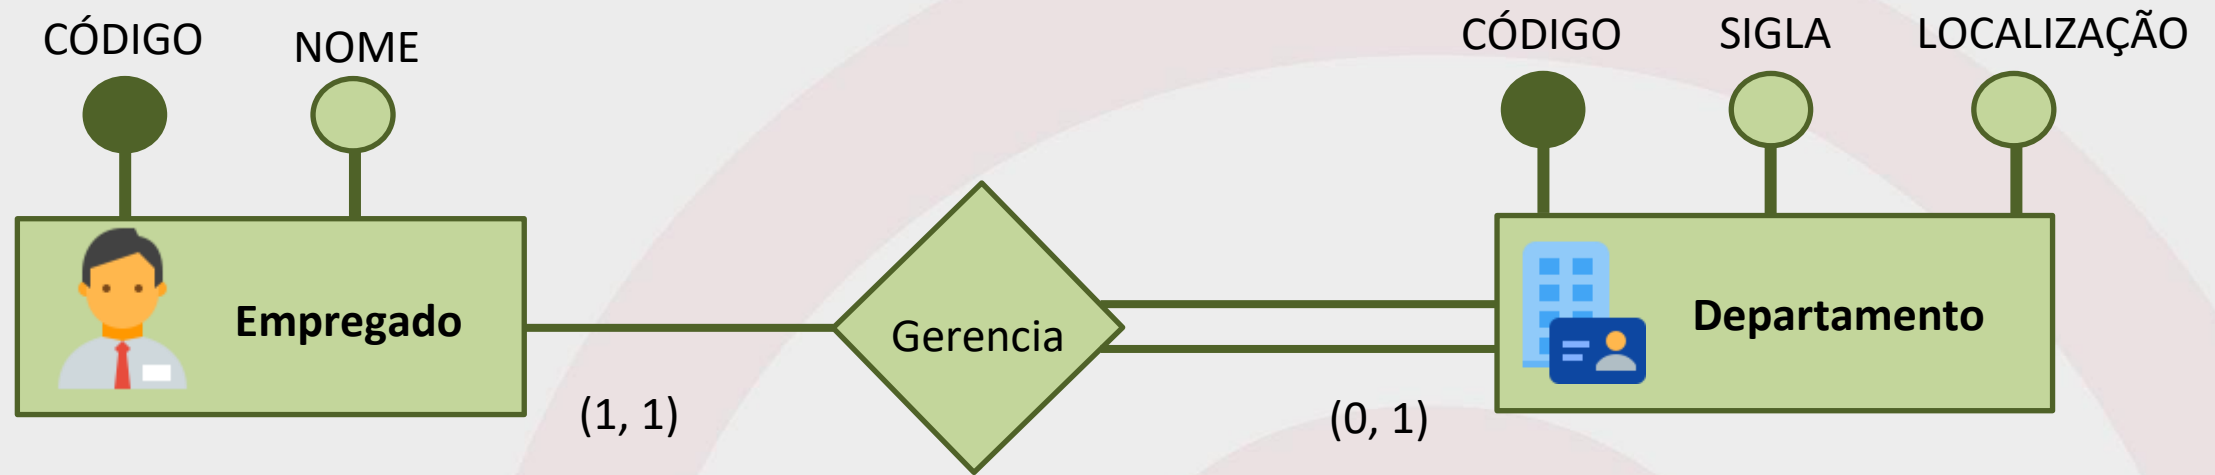 CÓDIGO
NOME
CÓDIGO
SIGLA
LOCALIZAÇÃO
Empregado
Gerencia
Departamento
(1, 1)
(0, 1)